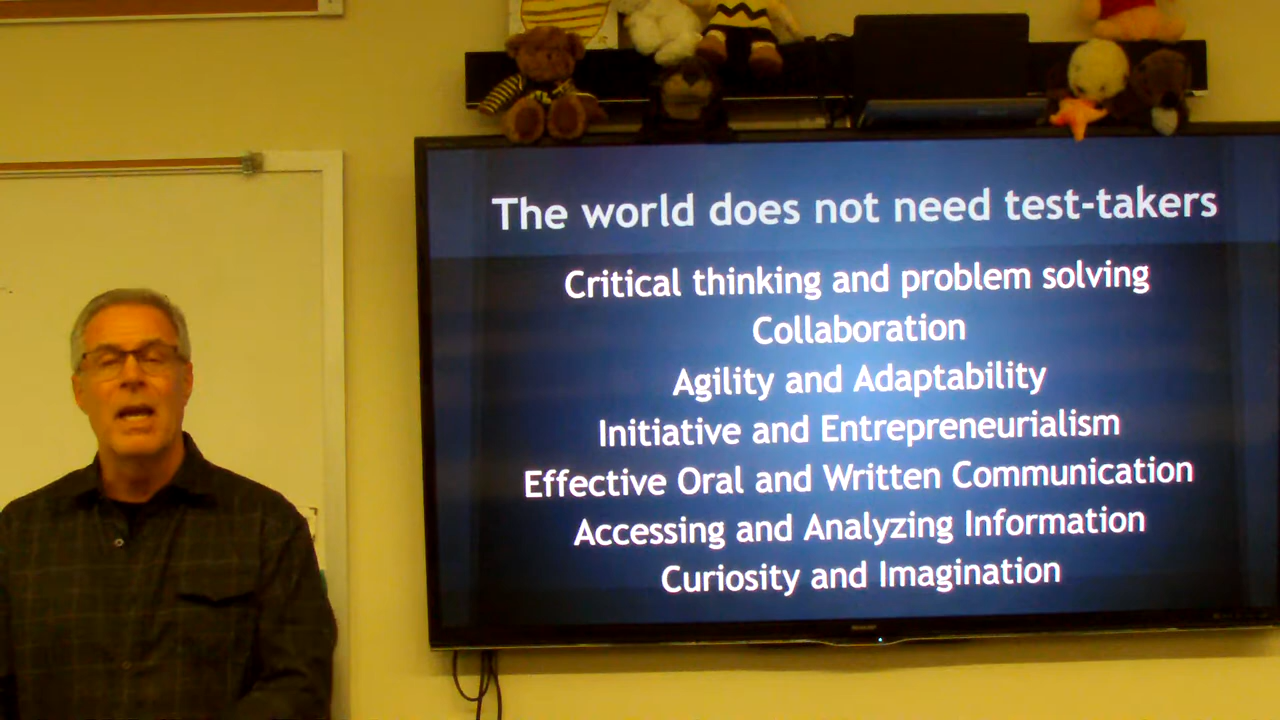 The world does not need test-takers
Critical thinking and problem solving
Collaboration
Agility and Adaptability
Initiative and Entrepreneurialism
Effective Oral and Written Communication
Accessing and Analyzing Information
Curiosity and Imagination